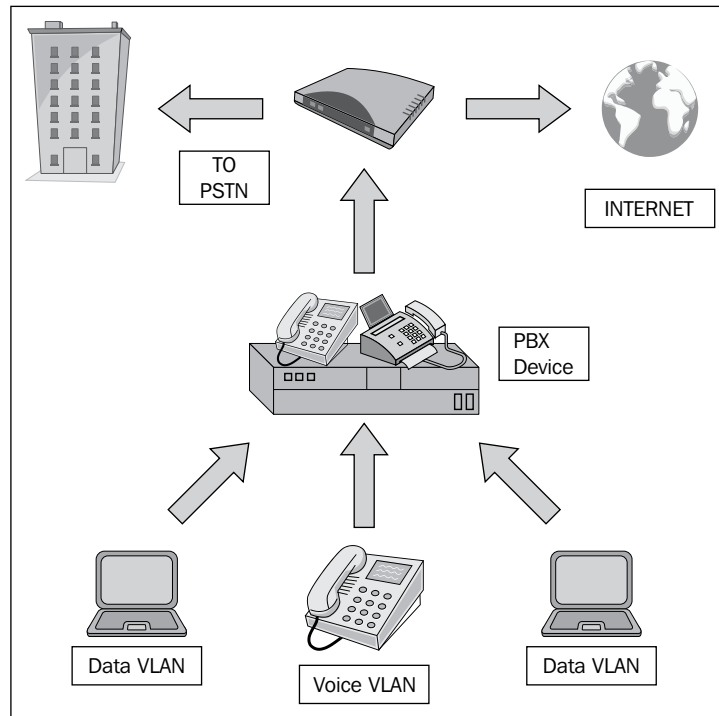 TO
PSTN
INTERNET
PBX
Device
Data VLAN
Voice VLAN
Data VLAN